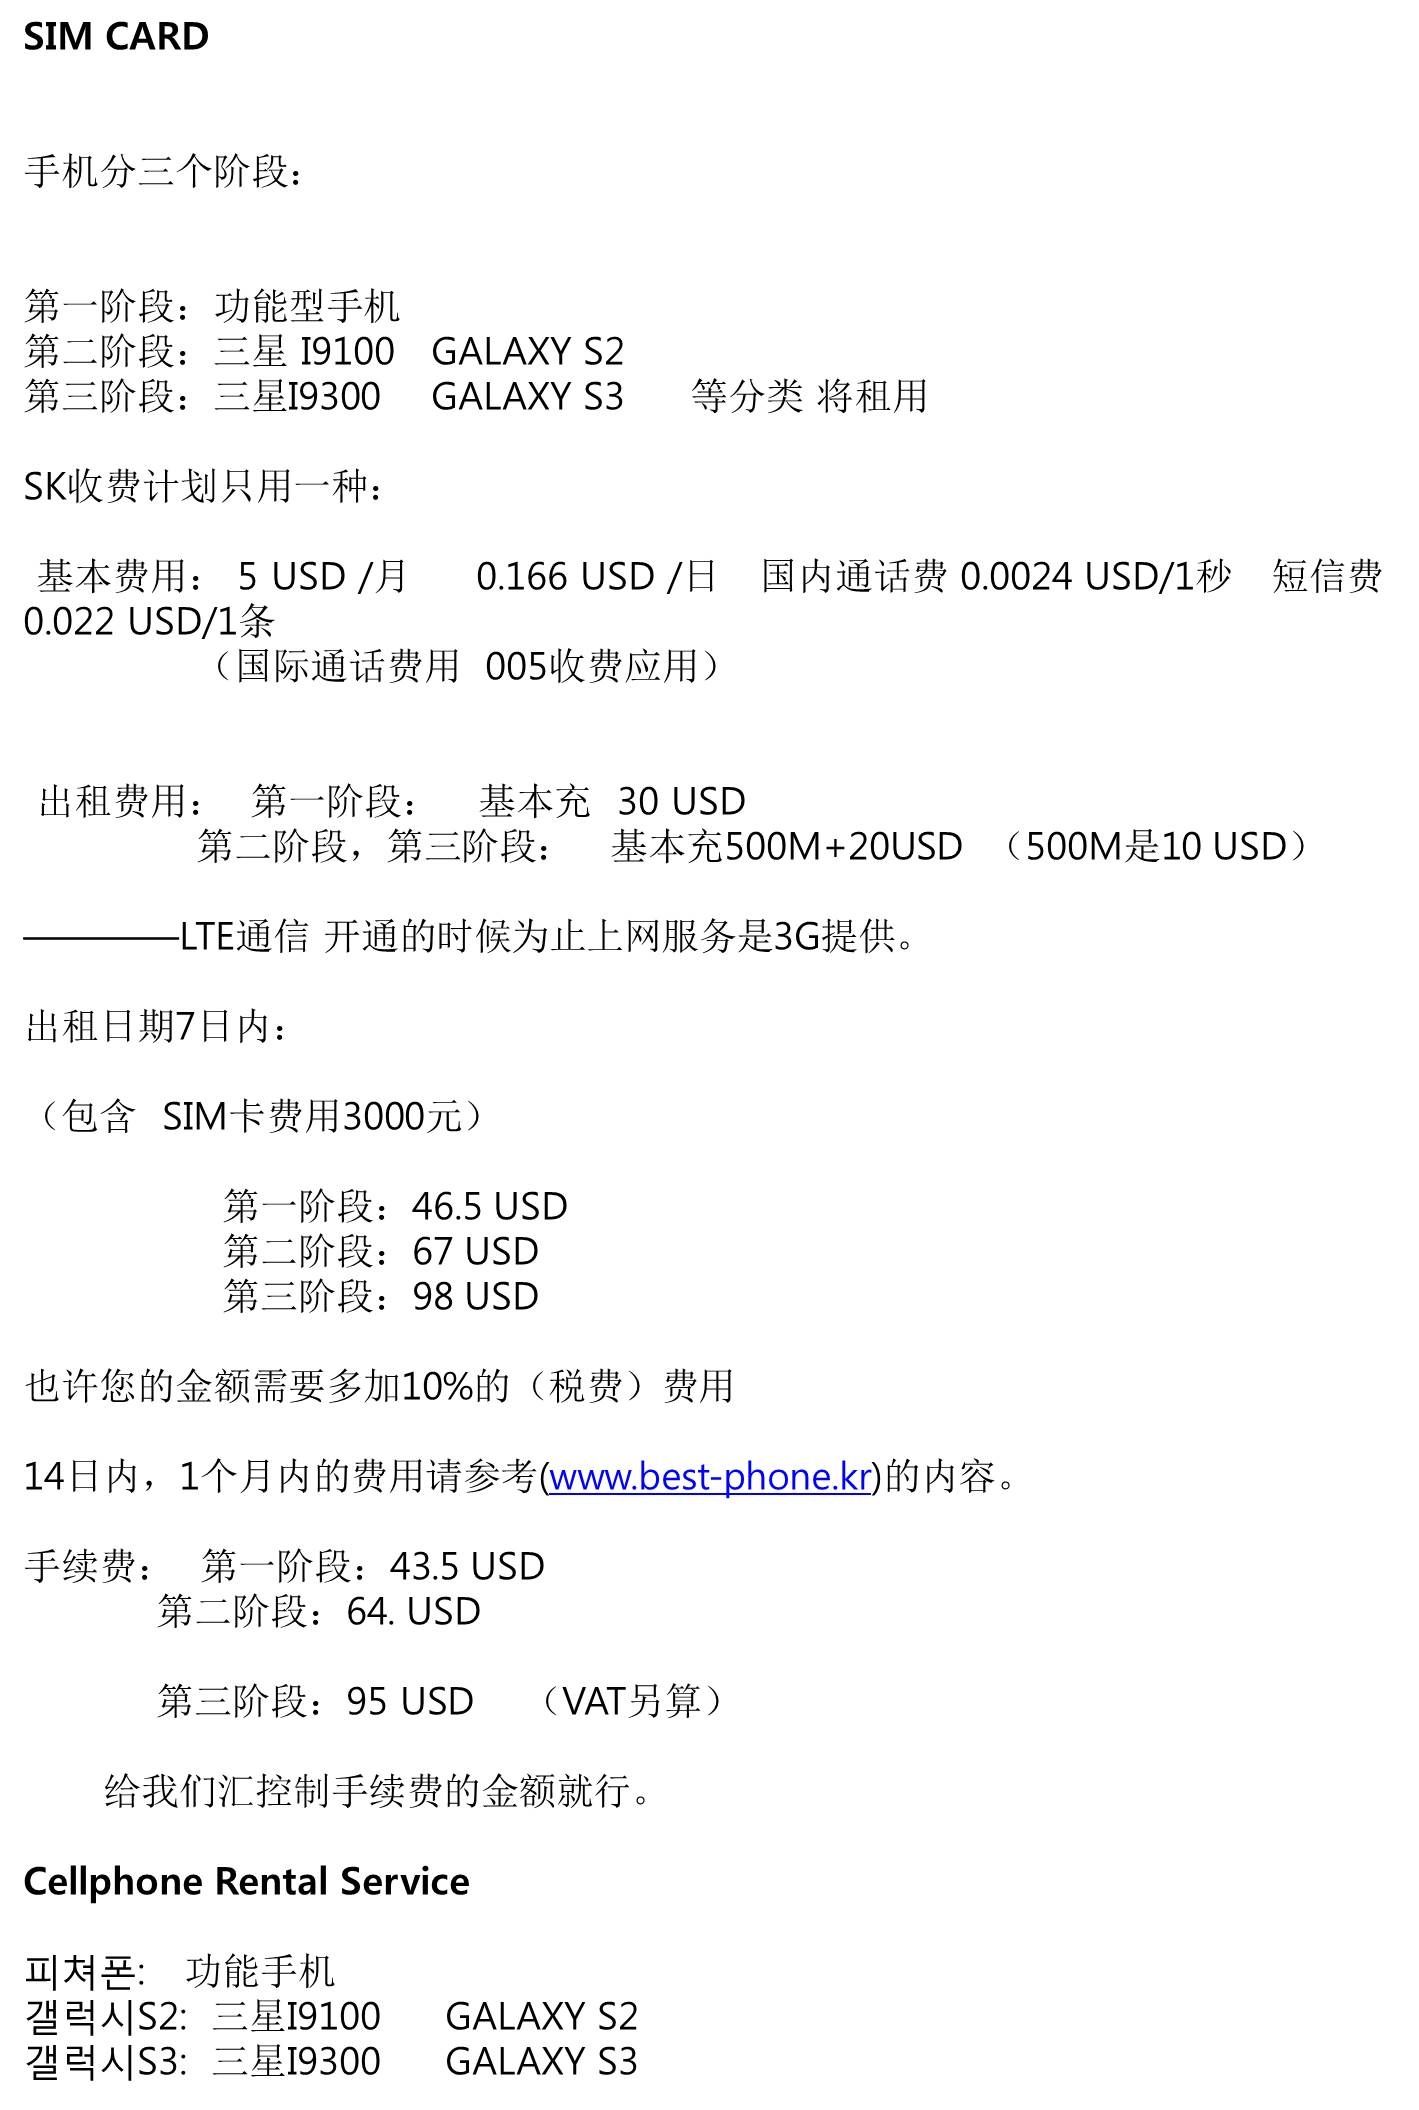 SIM CARD
手机分三个阶段：
第一阶段：功能型手机
第二阶段：三星 I9100 GALAXY S2
第三阶段：三星I9300 GALAXY S3 等分类 将租用
SK收费计划只用一种：
基本费用： 5 USD /月 0.166 USD /日 国内通话费 0.0024 USD/1秒 短信费
0.022 USD/1条
（国际通话费用 005收费应用）
出租费用： 第一阶段： 基本充 30 USD
第二阶段，第三阶段： 基本充500M+20USD （500M是10 USD）
————LTE通信 开通的时候为止上网服务是3G提供。
出租日期7日内：
（包含 SIM卡费用3000元）
第一阶段：46.5 USD
第二阶段：67 USD
第三阶段：98 USD
也许您的金额需要多加10%的（税费）费用
14日内，1个月内的费用请参考(www.best-phone.kr)的内容。
手续费： 第一阶段：43.5 USD
第二阶段：64. USD
第三阶段：95 USD （VAT另算）
给我们汇控制手续费的金额就行。
Cellphone Rental Service
피쳐폰: 功能手机
갤럭시S2: 三星I9100 GALAXY S2
갤럭시S3: 三星I9300 GALAXY S3